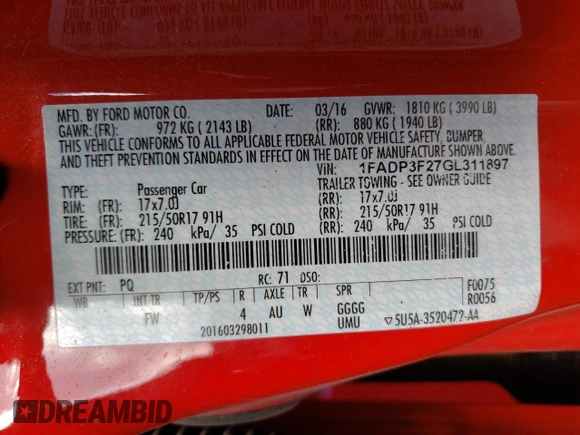 MFD. BY FORD MOTOR CO. DATE: 03/16 GVWR: 1810 KG ( 3990 LB)
GAWR: (FR): 972 KG ( 2143 LB) (RR): 880 KG ( 1940 LB)
THIS VEHICLE CONFORMS TO ALL APPLICABLE FEDERAL MOTOR VEHICLE SAFETY, BUMPER
AND THEFT PREVENTION STANDARDS IN EFFECT ON THE DATE OF MANUFACTURE SHOWN ABOVE.
VIN: 1FADP3F27GL311897
TYPE: Passenger Car TRAILER TOWING - SEE OWNER GUIDE
RIM: (FR): 17x7.0J (RR): 17x7.0J
TIRE: (FR): 215/50R17 91H (RR): 215/50R17 91H
PRESSURE: (FR): 240 kPa/ 35 PSI COLD (RR): 240 kPa/ 35 PSI COLD
EXT PNT: PQ RC: 71 DSO: F0075
WB INT TR TP/PS R AXLE TR SPR R0056
FW 4 AU W GGGG
201603298011 UMU ▽5U5A-3520472-AA
DREAMBID